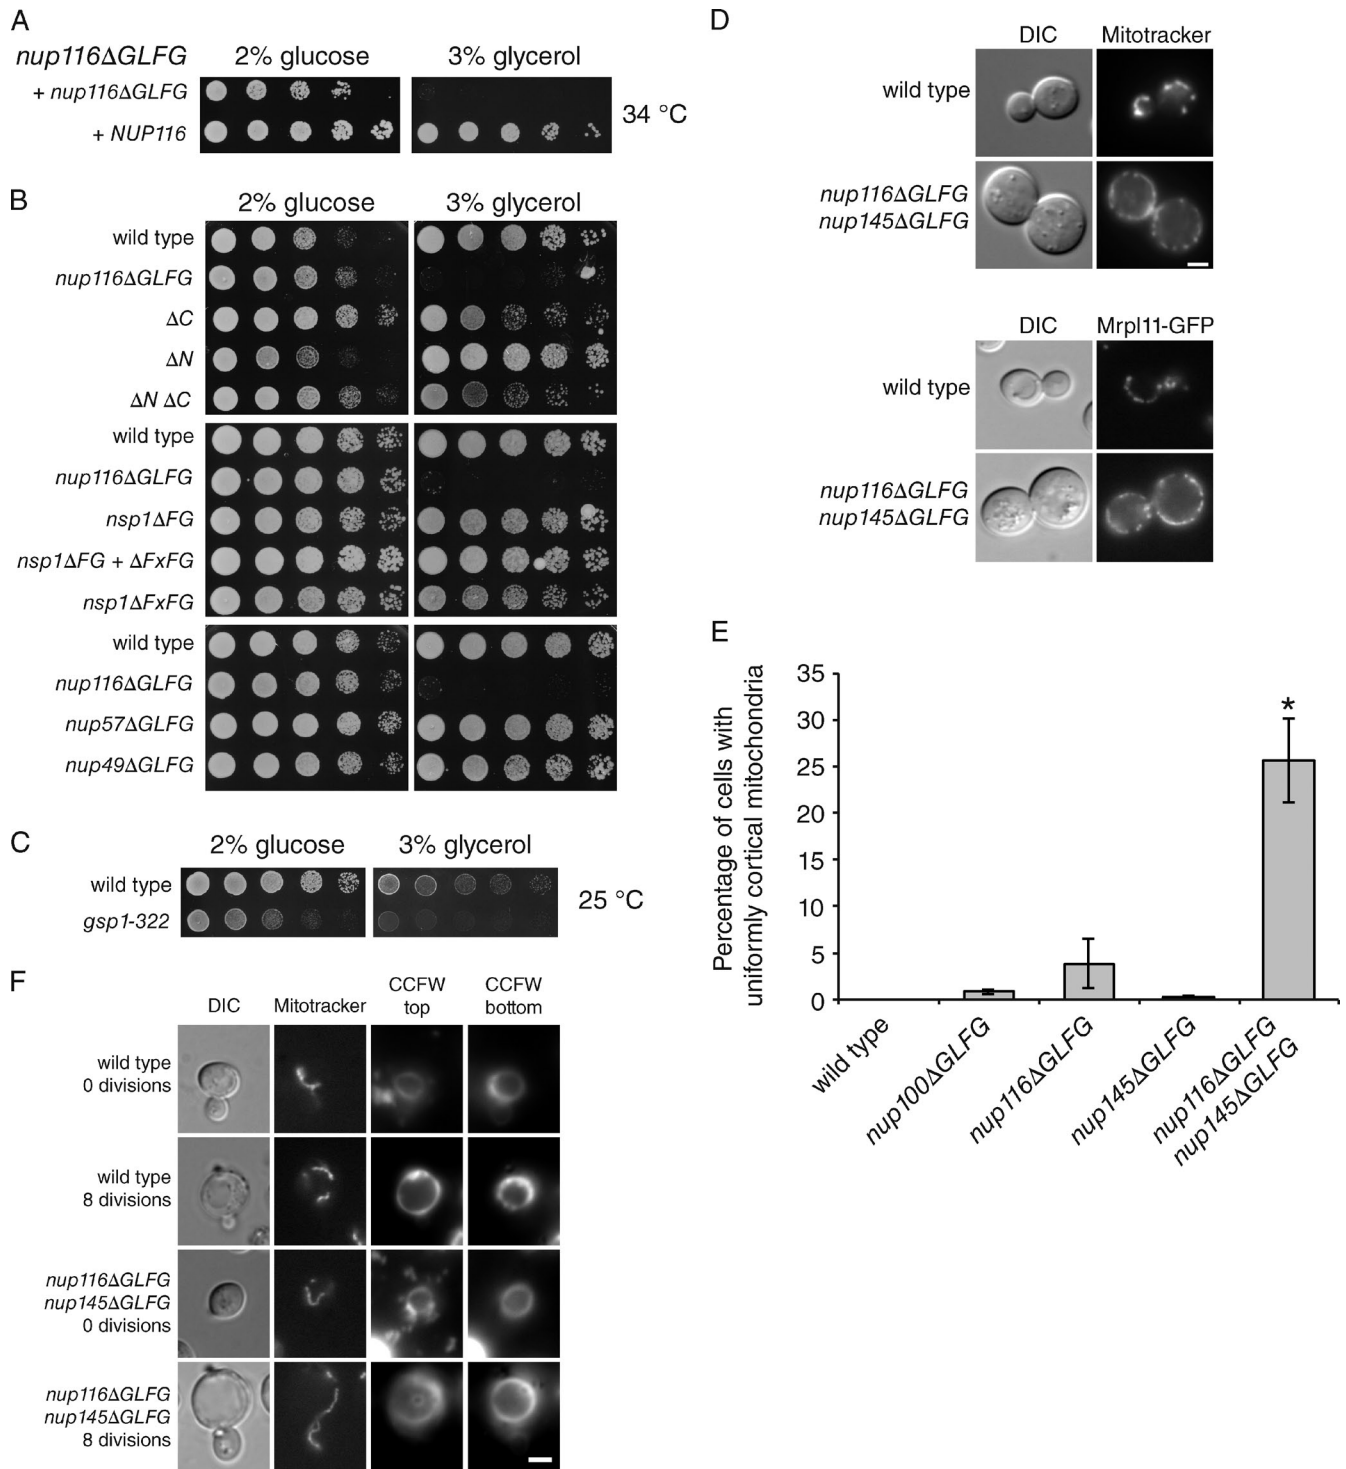 A
nup116ΔGLFG 2% glucose 3% glycerol
+ nup116ΔGLFG
+ NUP116
34 °C
B
2% glucose 3% glycerol
wild type
nup116ΔGLFG
ΔC
ΔN
ΔN ΔC
wild type
nup116ΔGLFG
nsp1ΔFG
nsp1ΔFG + ΔFxFG
nsp1ΔFxFG
wild type
nup116ΔGLFG
nup57ΔGLFG
nup49ΔGLFG
C
2% glucose 3% glycerol
wild type
gsp1-322
25 °C
D
DIC Mitotracker
wild type
nup116ΔGLFG
nup145ΔGLFG
DIC Mrpl11-GFP
wild type
nup116ΔGLFG
nup145ΔGLFG
E
Percentage of cells with
uniformly cortical mitochondria
35
30
25
20
15
10
5
0
*
wild type
nup100ΔGLFG
nup116ΔGLFG
nup145ΔGLFG
nup116ΔGLFG
nup145ΔGLFG
F
DIC Mitotracker CCFW top CCFW bottom
wild type
0 divisions
wild type
8 divisions
nup116ΔGLFG
nup145ΔGLFG
0 divisions
nup116ΔGLFG
nup145ΔGLFG
8 divisions